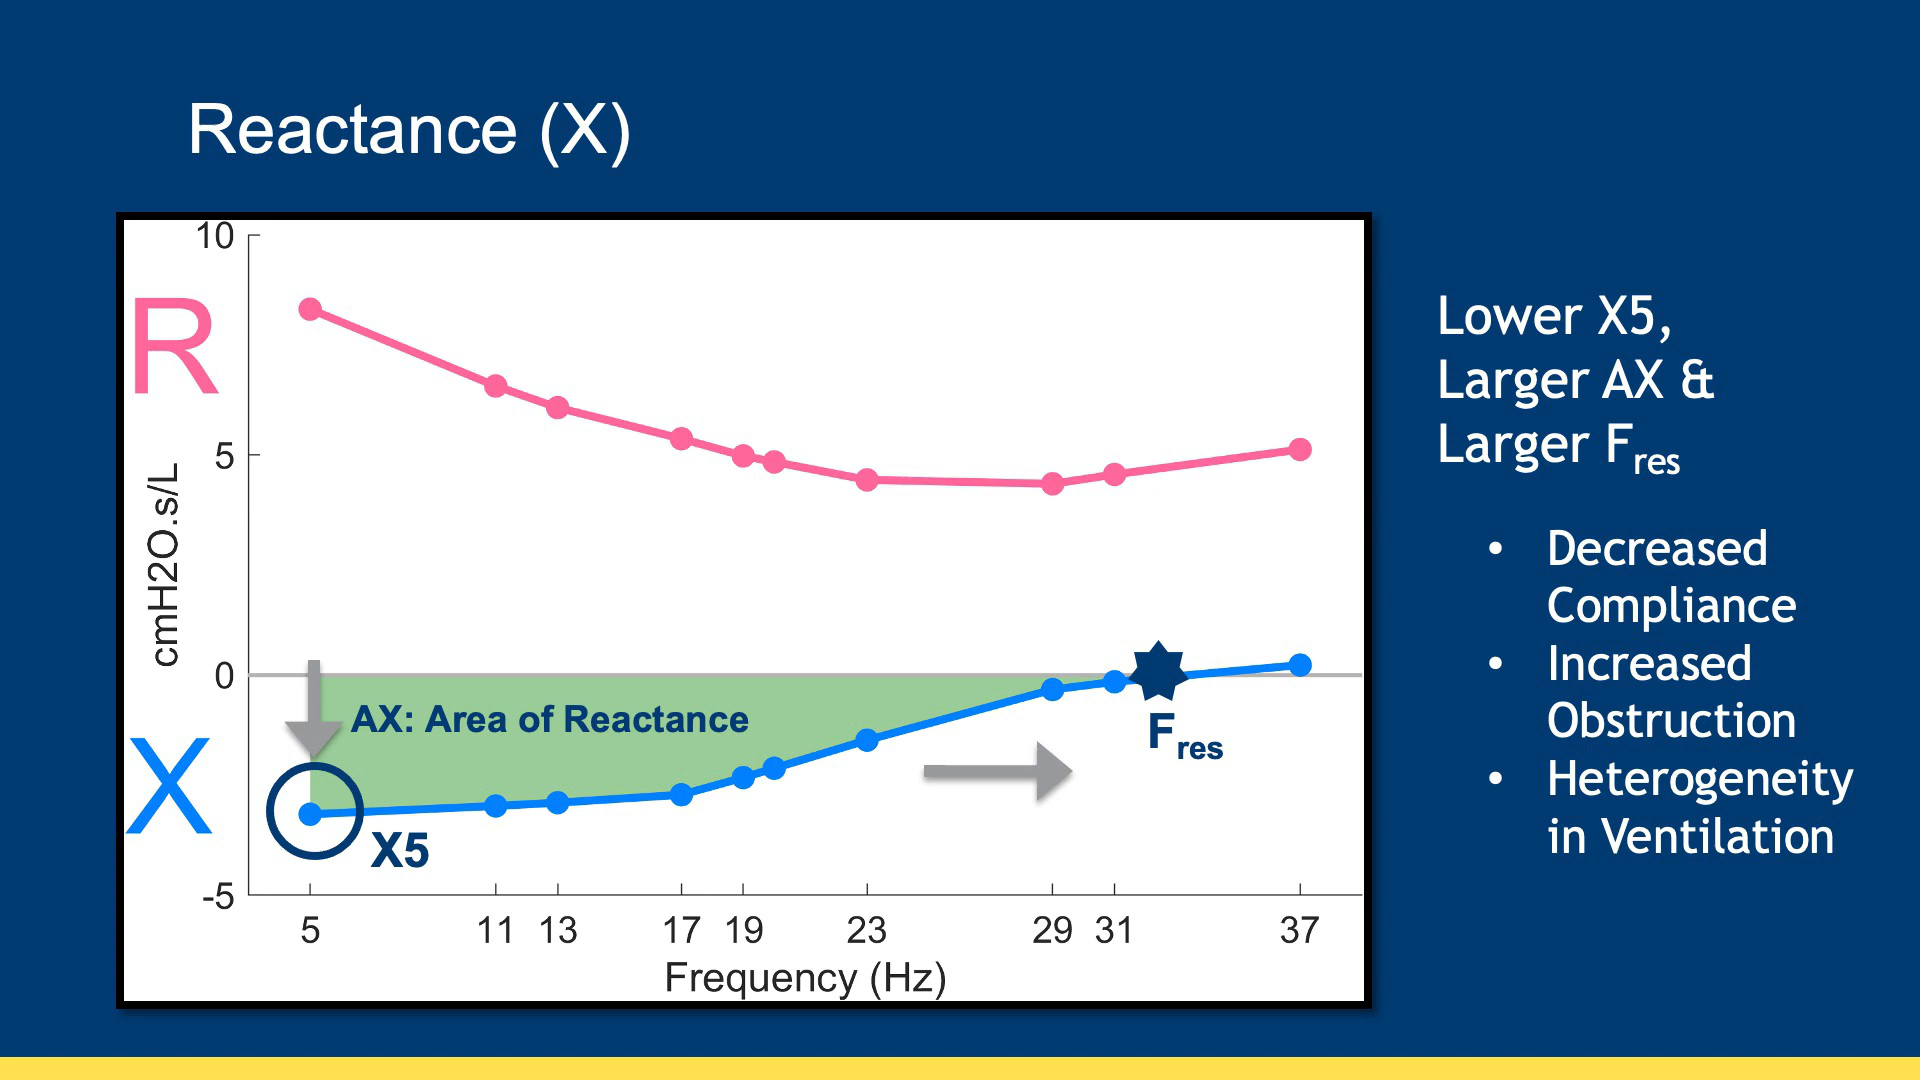 Reactance (X)
10
R
5
cmH2O.s/L
0
AX: Area of Reactance
X
Fres
X5
-5
5 11 13 17 19 23 29 31 37
Frequency (Hz)
Lower X5,
Larger AX &
Larger Fres
• Decreased
Compliance
• Increased
Obstruction
• Heterogeneity
in Ventilation